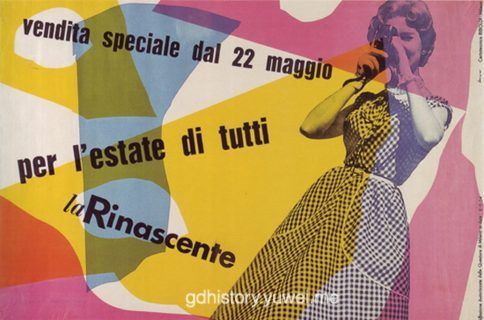 vendita speciale dal 22 maggio
per l'estate di tutti
la Rinascente
gdhistory.yuwei.me